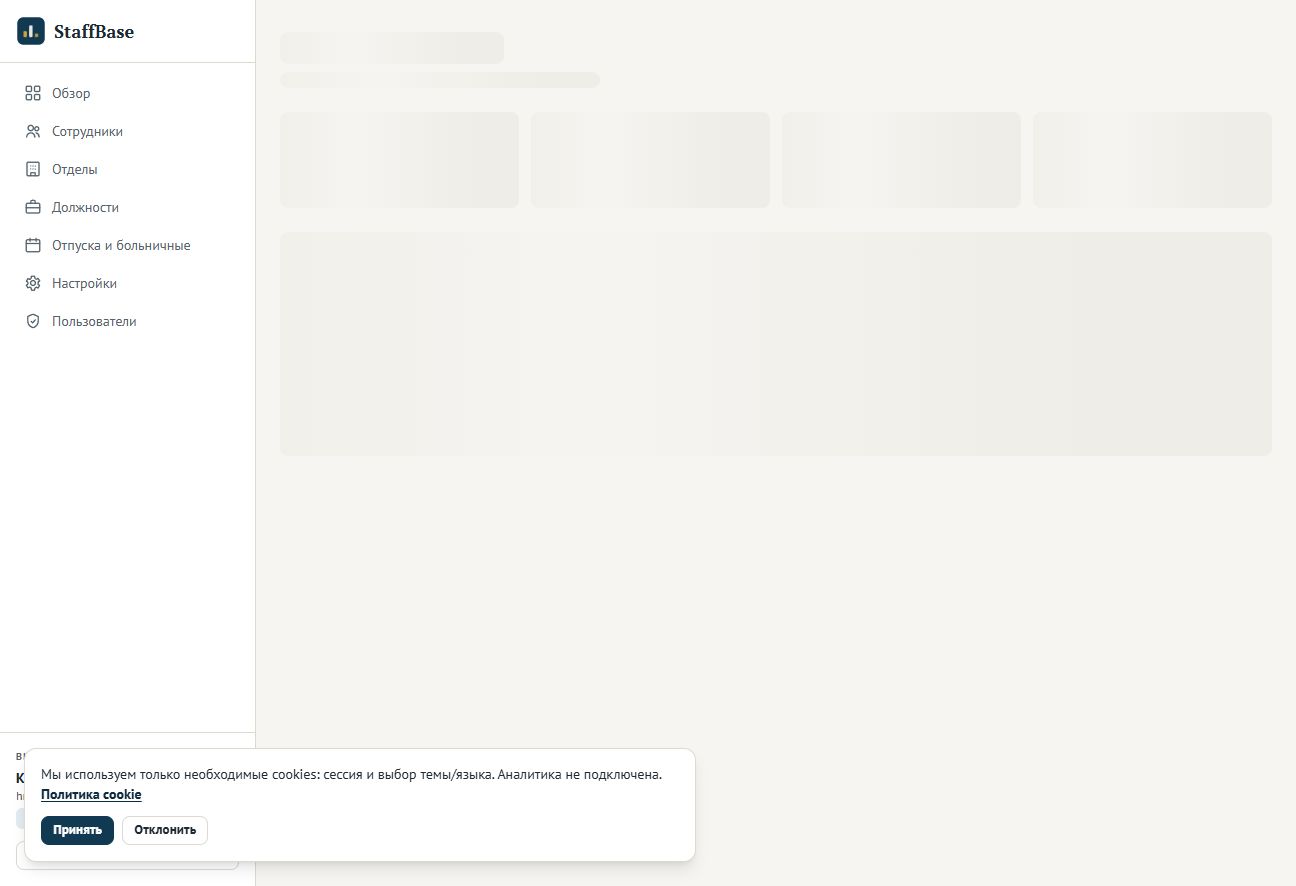 StaffBase
Обзор
Сотрудники
Отделы
Должности
Отпуска и больничные
Настройки
Пользователи
Мы используем только необходимые cookies: сессия и выбор темы/языка. Аналитика не подключена.
Политика cookie
Принять
Отклонить